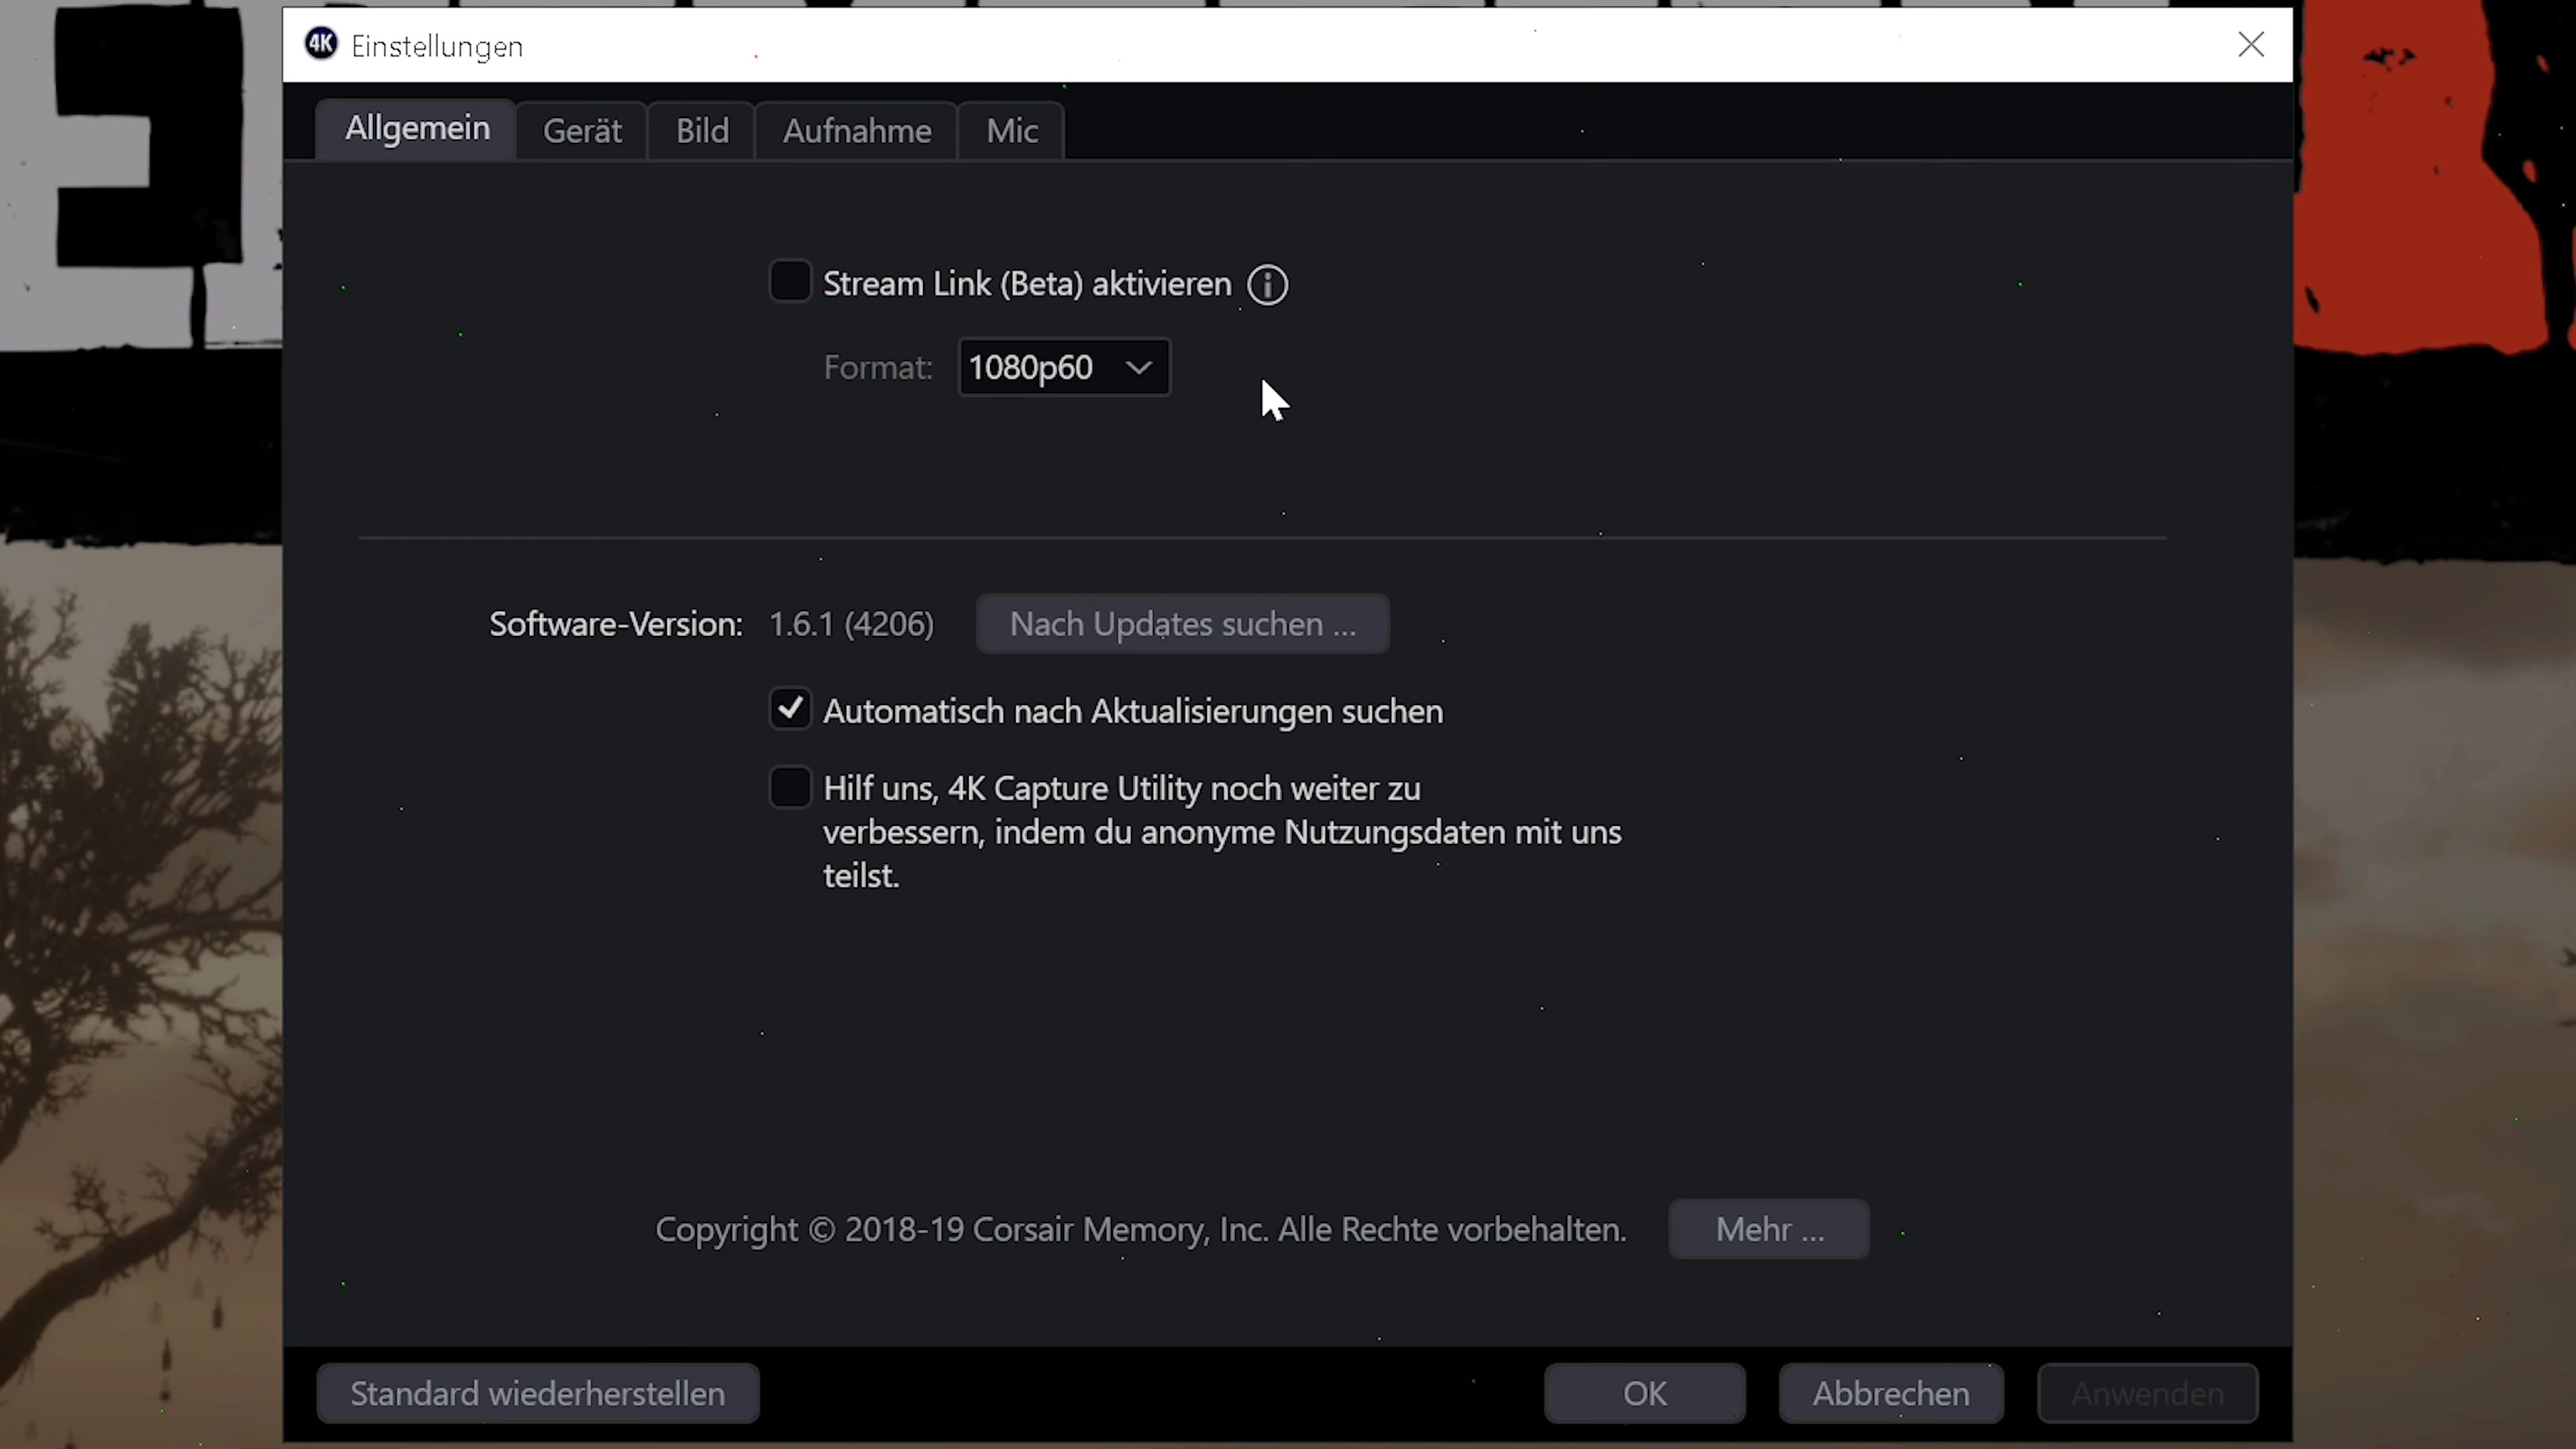 4K Einstellungen
Allgemein Gerät Bild Aufnahme Mic
Stream Link (Beta) aktivieren
Format: 1080p60
Software-Version: 1.6.1 (4206) Nach Updates suchen ...
Automatisch nach Aktualisierungen suchen
Hilf uns, 4K Capture Utility noch weiter zu
verbessern, indem du anonyme Nutzungsdaten mit uns
teilst.
Copyright © 2018-19 Corsair Memory, Inc. Alle Rechte vorbehalten. Mehr ...
Standard wiederherstellen OK Abbrechen Anwenden